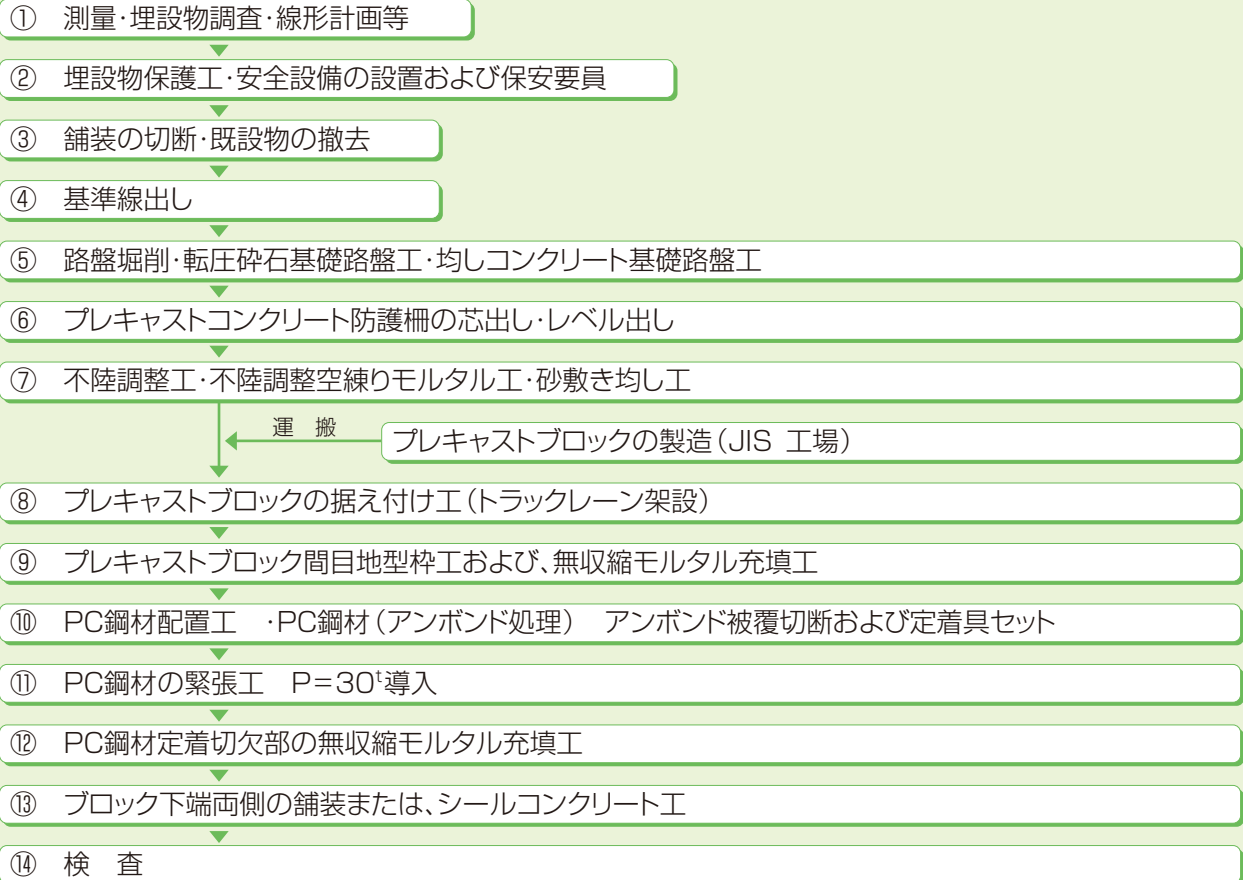 ① 測量・埋設物調査・線形計画等
② 埋設物保護工・安全設備の設置および保安要員
③ 舗装の切断・既設物の撤去
④ 基準線出し
⑤ 路盤堀削・転圧砕石基礎路盤工・均しコンクリート基礎路盤工
⑥ プレキャストコンクリート防護柵の芯出し・レベル出し
⑦ 不陸調整工・不陸調整空練りモルタル工・砂敷き均し工
運 搬
プレキャストブロックの製造（JIS 工場）
⑧ プレキャストブロックの据え付け工（トラックレーン架設）
⑨ プレキャストブロック間目地型枠工および、無収縮モルタル充填工
⑩ PC鋼材配置工 ・PC鋼材（アンボンド処理） アンボンド被覆切断および定着具セット
⑪ PC鋼材の緊張工 P=30ᵗ導入
⑫ PC鋼材定着切欠部の無収縮モルタル充填工
⑬ ブロック下端両側の舗装または、シールコンクリート工
⑭ 検 査